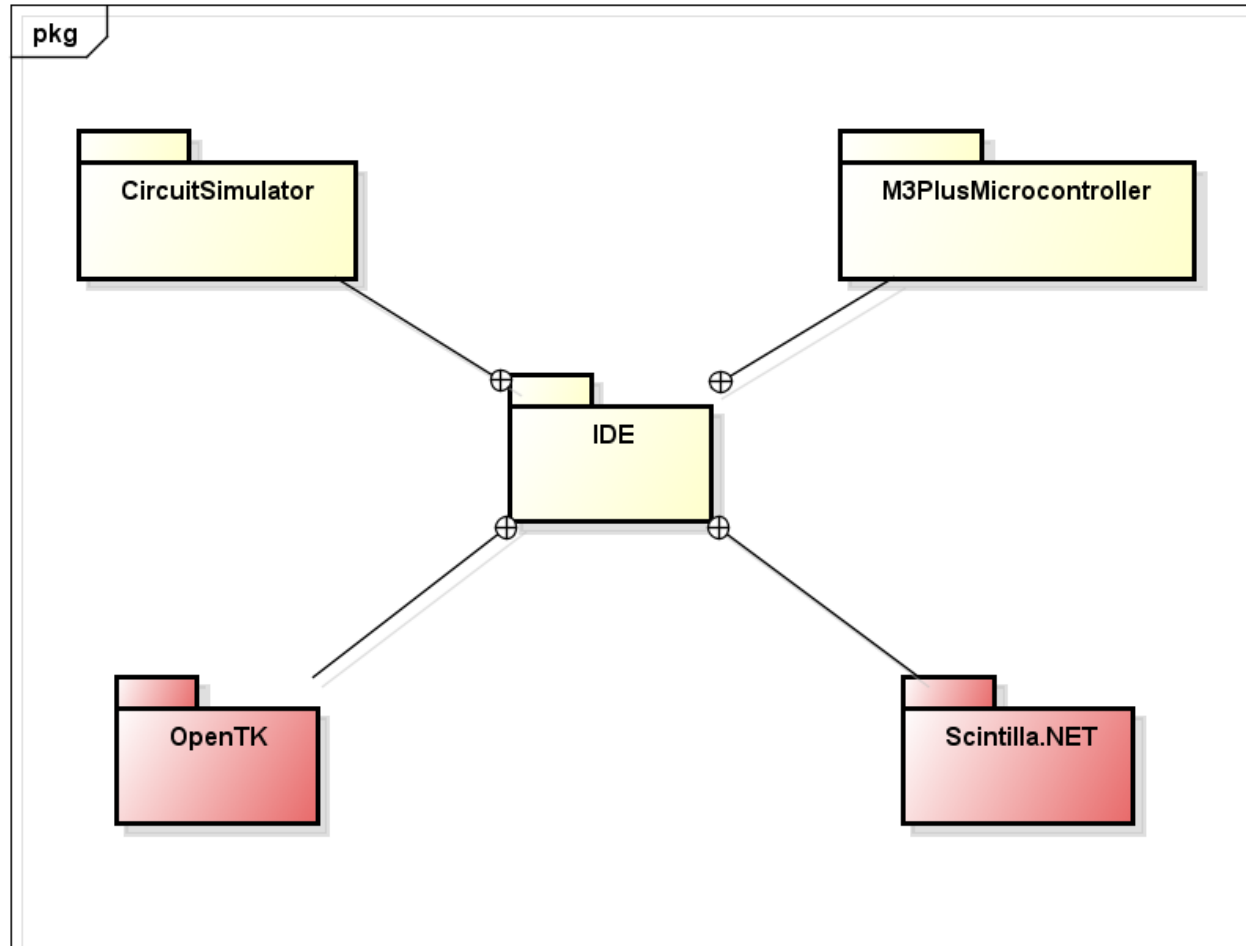 pkg
CircuitSimulator
M3PlusMicrocontroller
IDE
OpenTK
Scintilla.NET